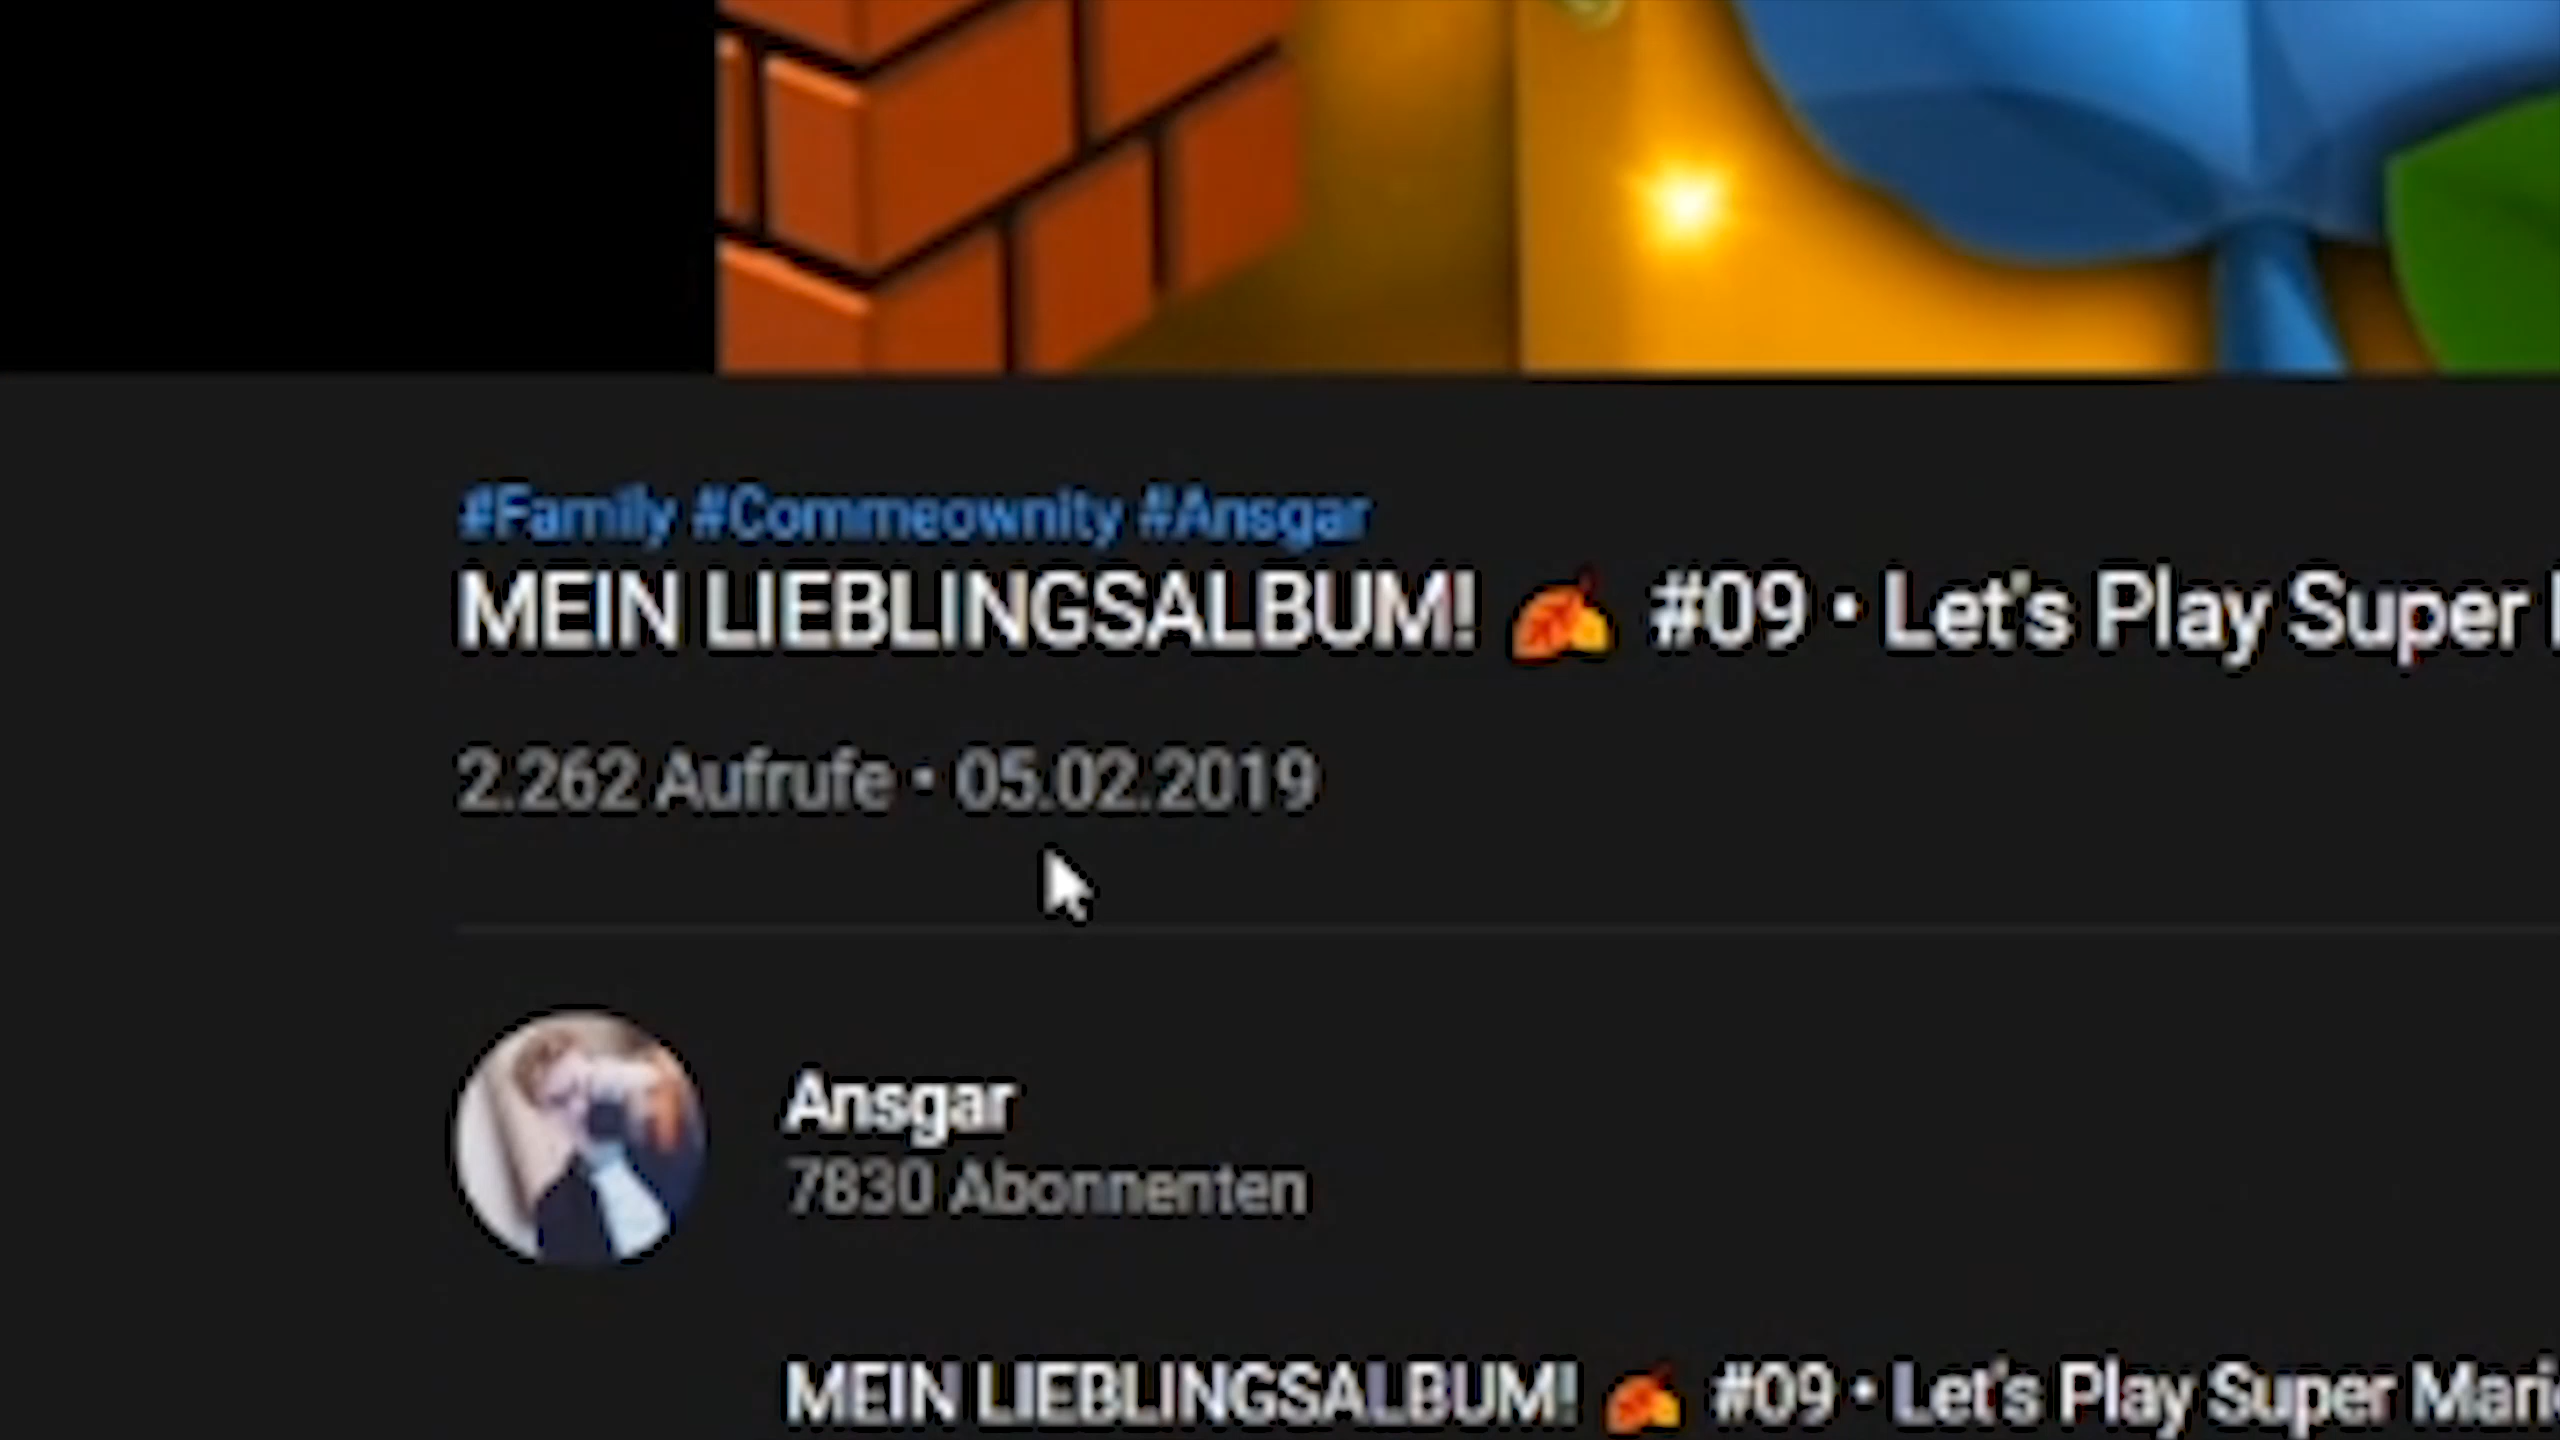 #Family #Commeownity #Ansgar
MEIN LIEBLINGSALBUM! 🍂 #09 • Let's Play Super
2.262 Aufrufe • 05.02.2019
Ansgar
7830 Abonnenten
MEIN LIEBLINGSALBUM! 🍂 #09 • Let's Play Super Mario